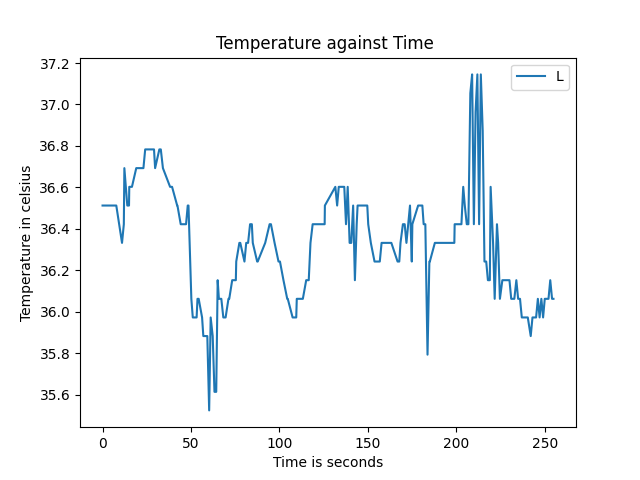 Temperature against Time
L
Temperature in celsius
37.2
37.0
36.8
36.6
36.4
36.2
36.0
35.8
35.6
0 50 100 150 200 250
Time is seconds